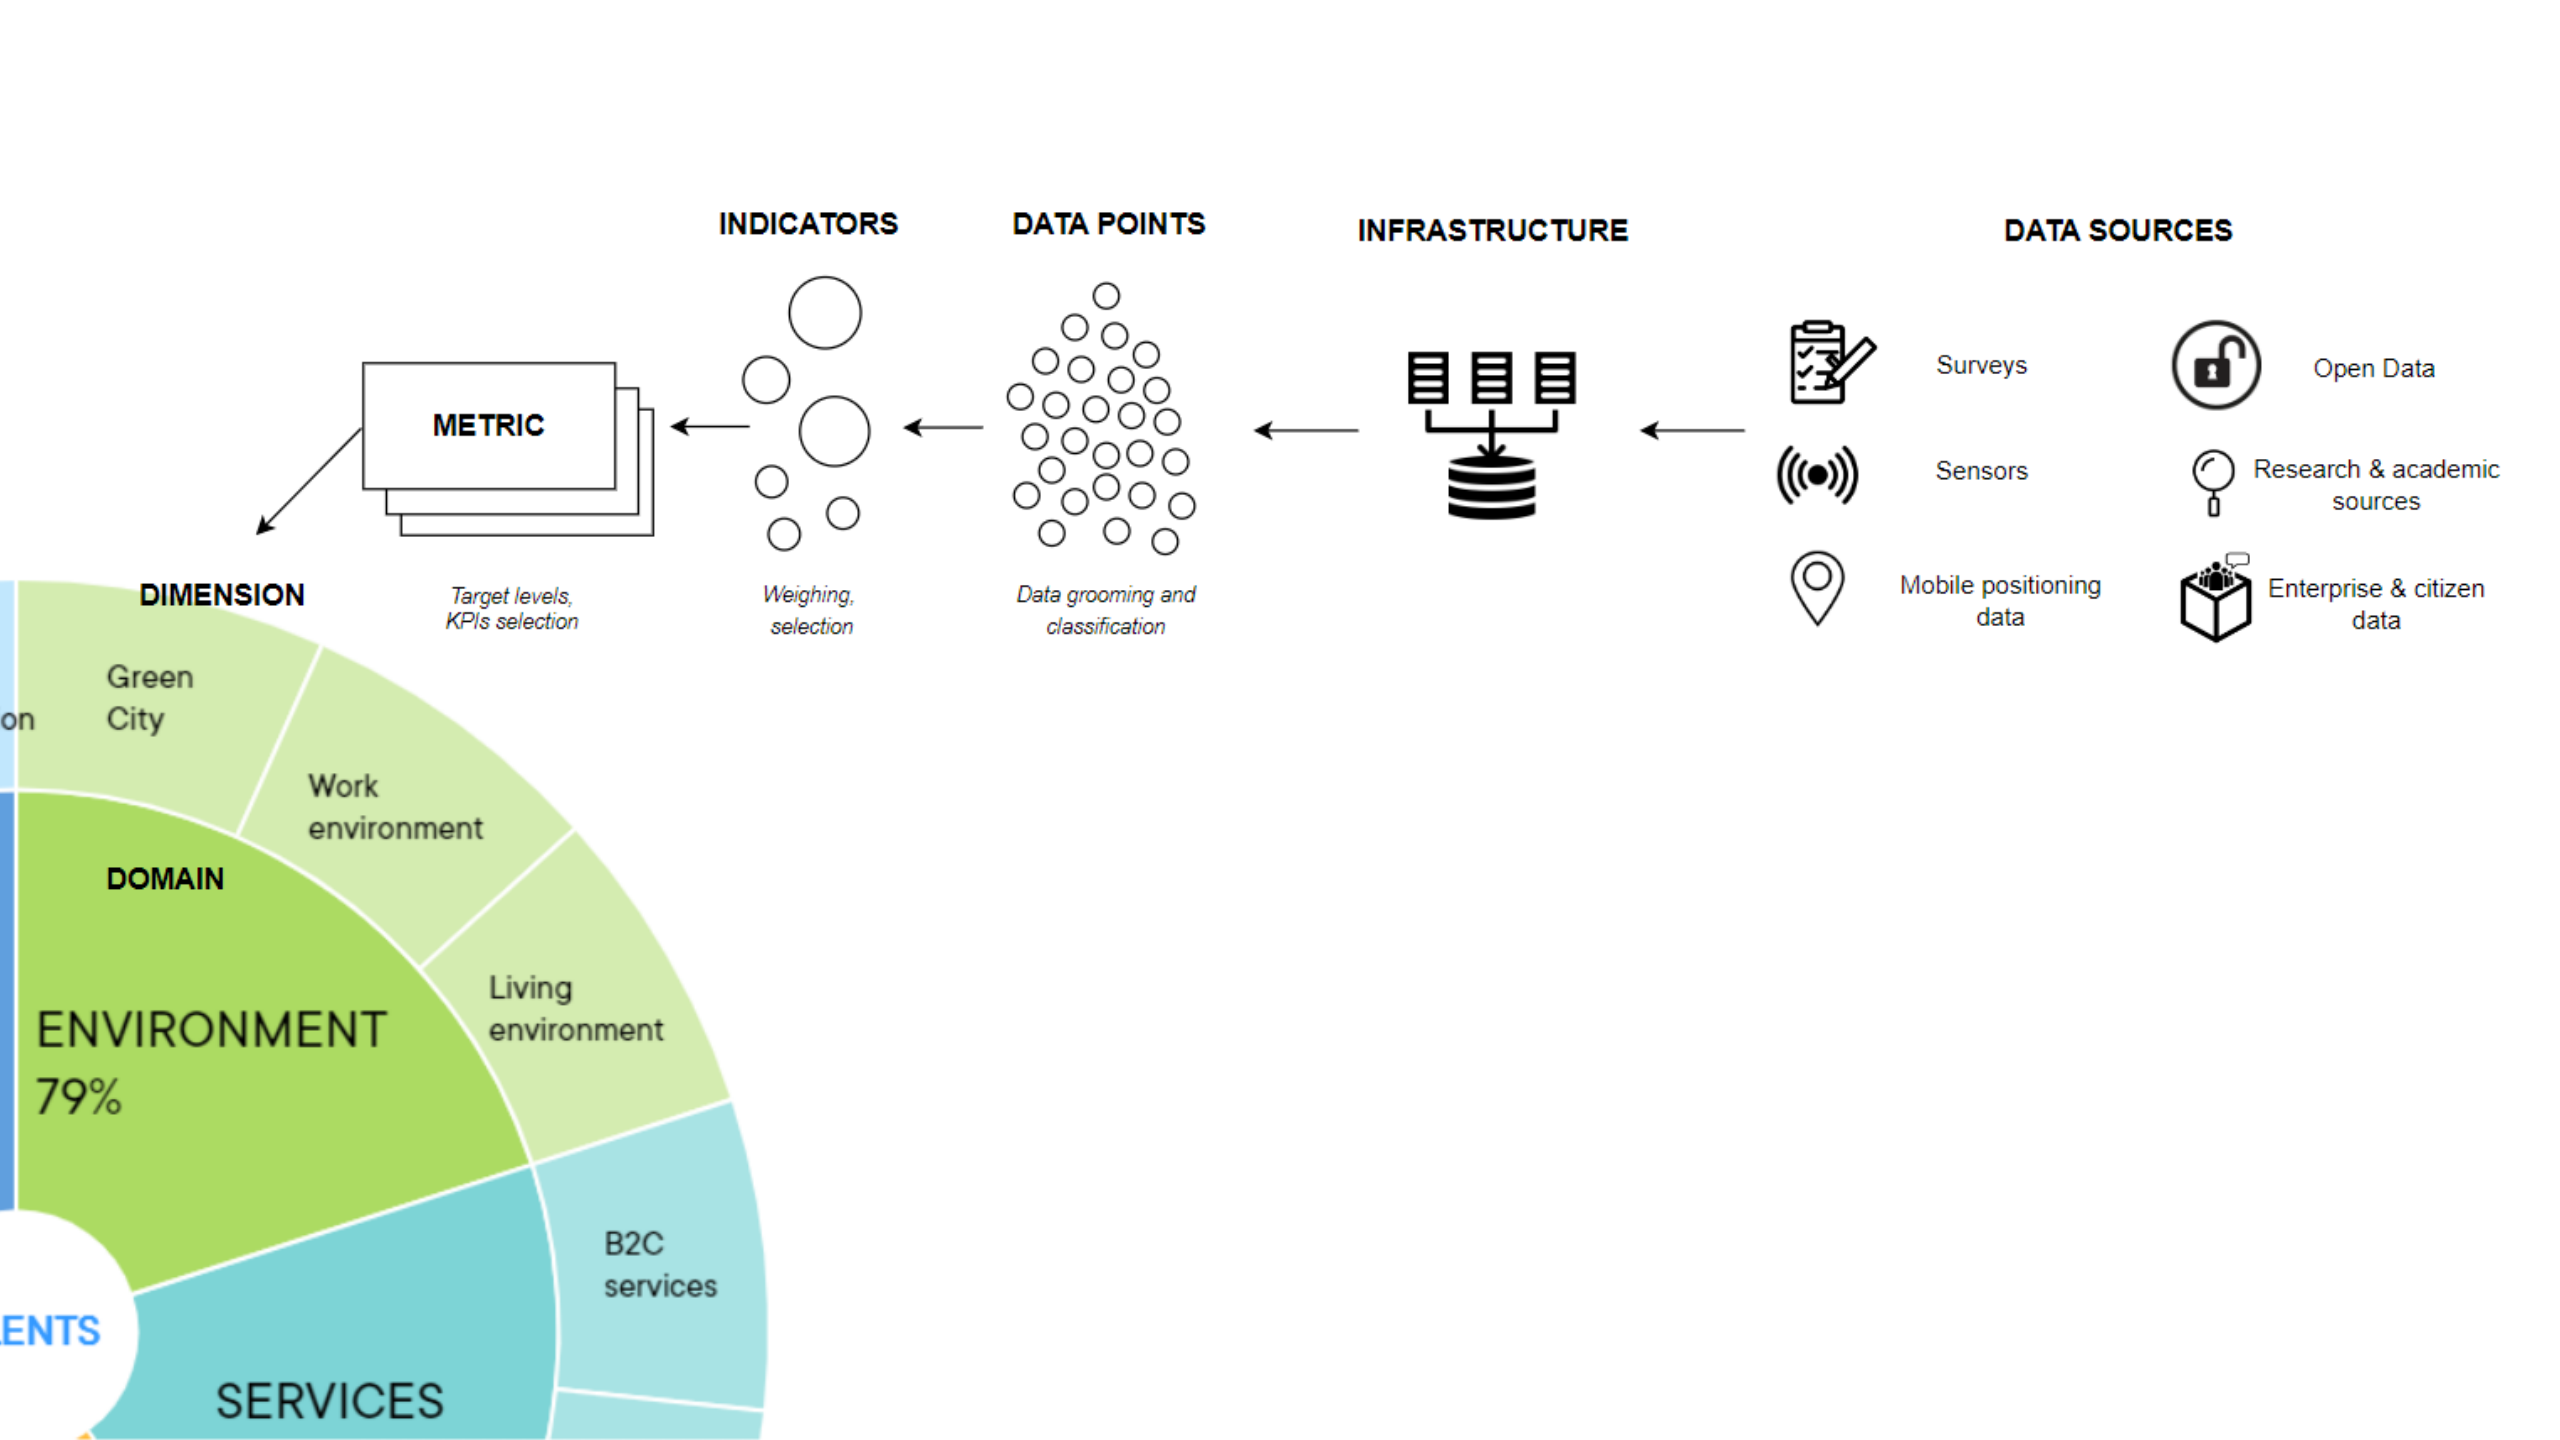 INDICATORS
DATA POINTS
INFRASTRUCTURE
DATA SOURCES
METRIC
Surveys
Open Data
Sensors
Research & academic
sources
Mobile positioning
data
Enterprise & citizen
data
DIMENSION
Target levels,
KPIs selection
Weighing,
selection
Data grooming and
classification
Green
City
on
Work
environment
DOMAIN
Living
environment
ENVIRONMENT
79%
B2C
services
ENTS
SERVICES